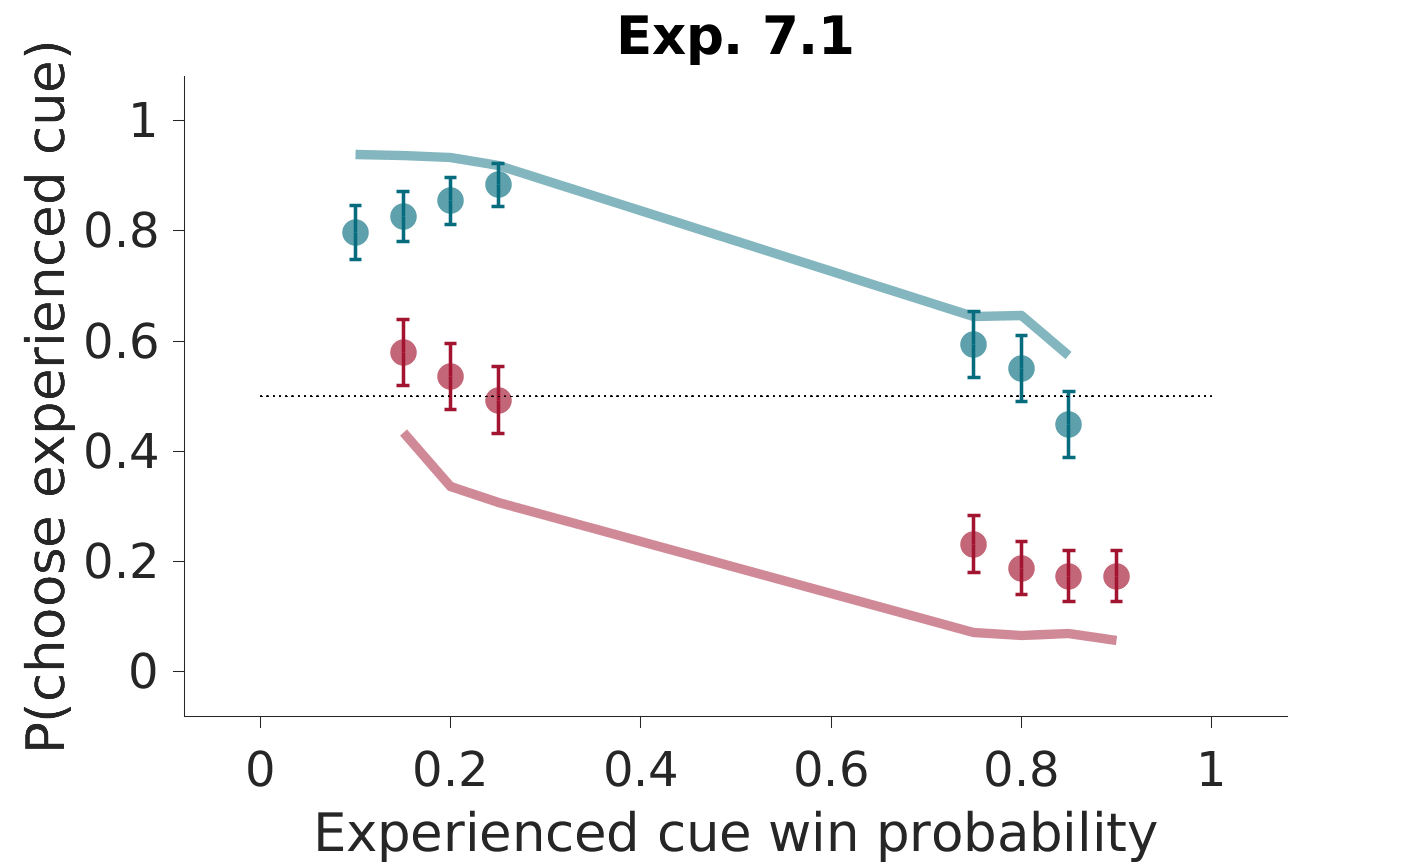 Exp. 7.1
P(choose experienced cue)
1
0.8
0.6
0.4
0.2
0
0 0.2 0.4 0.6 0.8 1
Experienced cue win probability